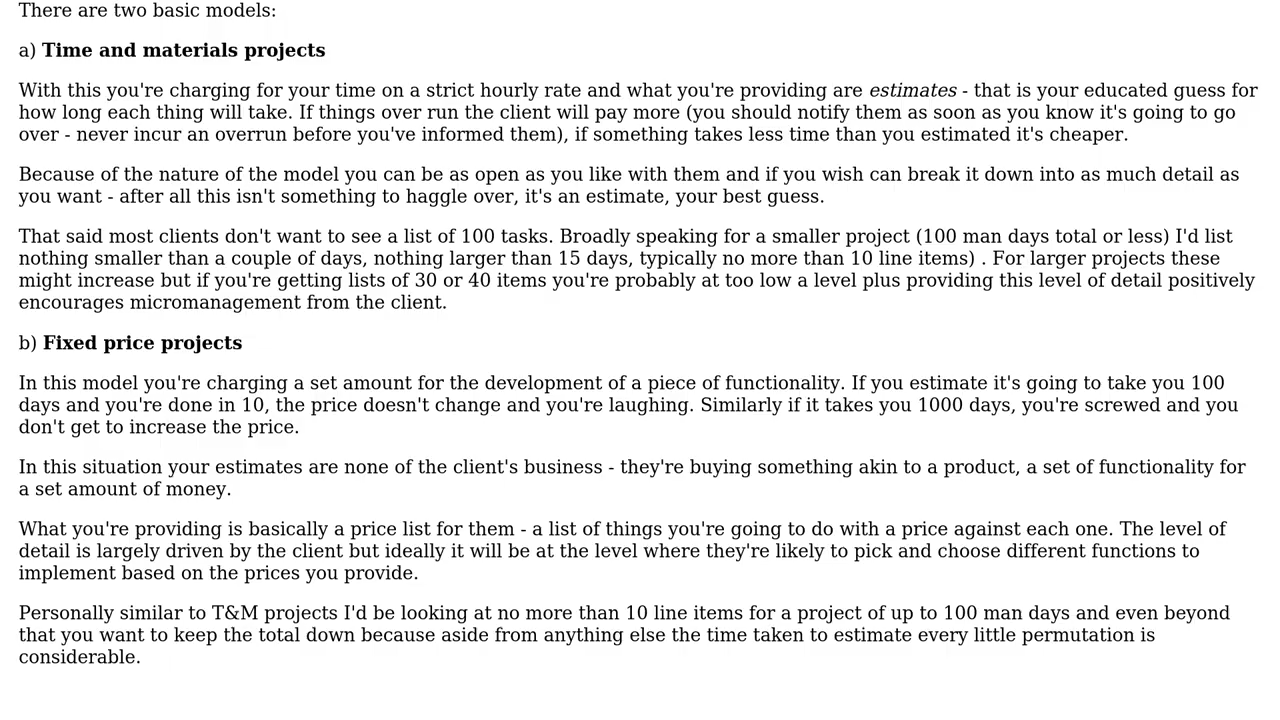 There are two basic models:
a) Time and materials projects
With this you're charging for your time on a strict hourly rate and what you're providing are estimates - that is your educated guess for
how long each thing will take. If things over run the client will pay more (you should notify them as soon as you know it's going to go
over - never incur an overrun before you've informed them), if something takes less time than you estimated it's cheaper.
Because of the nature of the model you can be as open as you like with them and if you wish can break it down into as much detail as
you want - after all this isn't something to haggle over, it's an estimate, your best guess.
That said most clients don't want to see a list of 100 tasks. Broadly speaking for a smaller project (100 man days total or less) I'd list
nothing smaller than a couple of days, nothing larger than 15 days, typically no more than 10 line items) . For larger projects these
might increase but if you're getting lists of 30 or 40 items you're probably at too low a level plus providing this level of detail positively
encourages micromanagement from the client.
b) Fixed price projects
In this model you're charging a set amount for the development of a piece of functionality. If you estimate it's going to take you 100
days and you're done in 10, the price doesn't change and you're laughing. Similarly if it takes you 1000 days, you're screwed and you
don't get to increase the price.
In this situation your estimates are none of the client's business - they're buying something akin to a product, a set of functionality for
a set amount of money.
What you're providing is basically a price list for them - a list of things you're going to do with a price against each one. The level of
detail is largely driven by the client but ideally it will be at the level where they're likely to pick and choose different functions to
implement based on the prices you provide.
Personally similar to T&M projects I'd be looking at no more than 10 line items for a project of up to 100 man days and even beyond
that you want to keep the total down because aside from anything else the time taken to estimate every little permutation is
considerable.